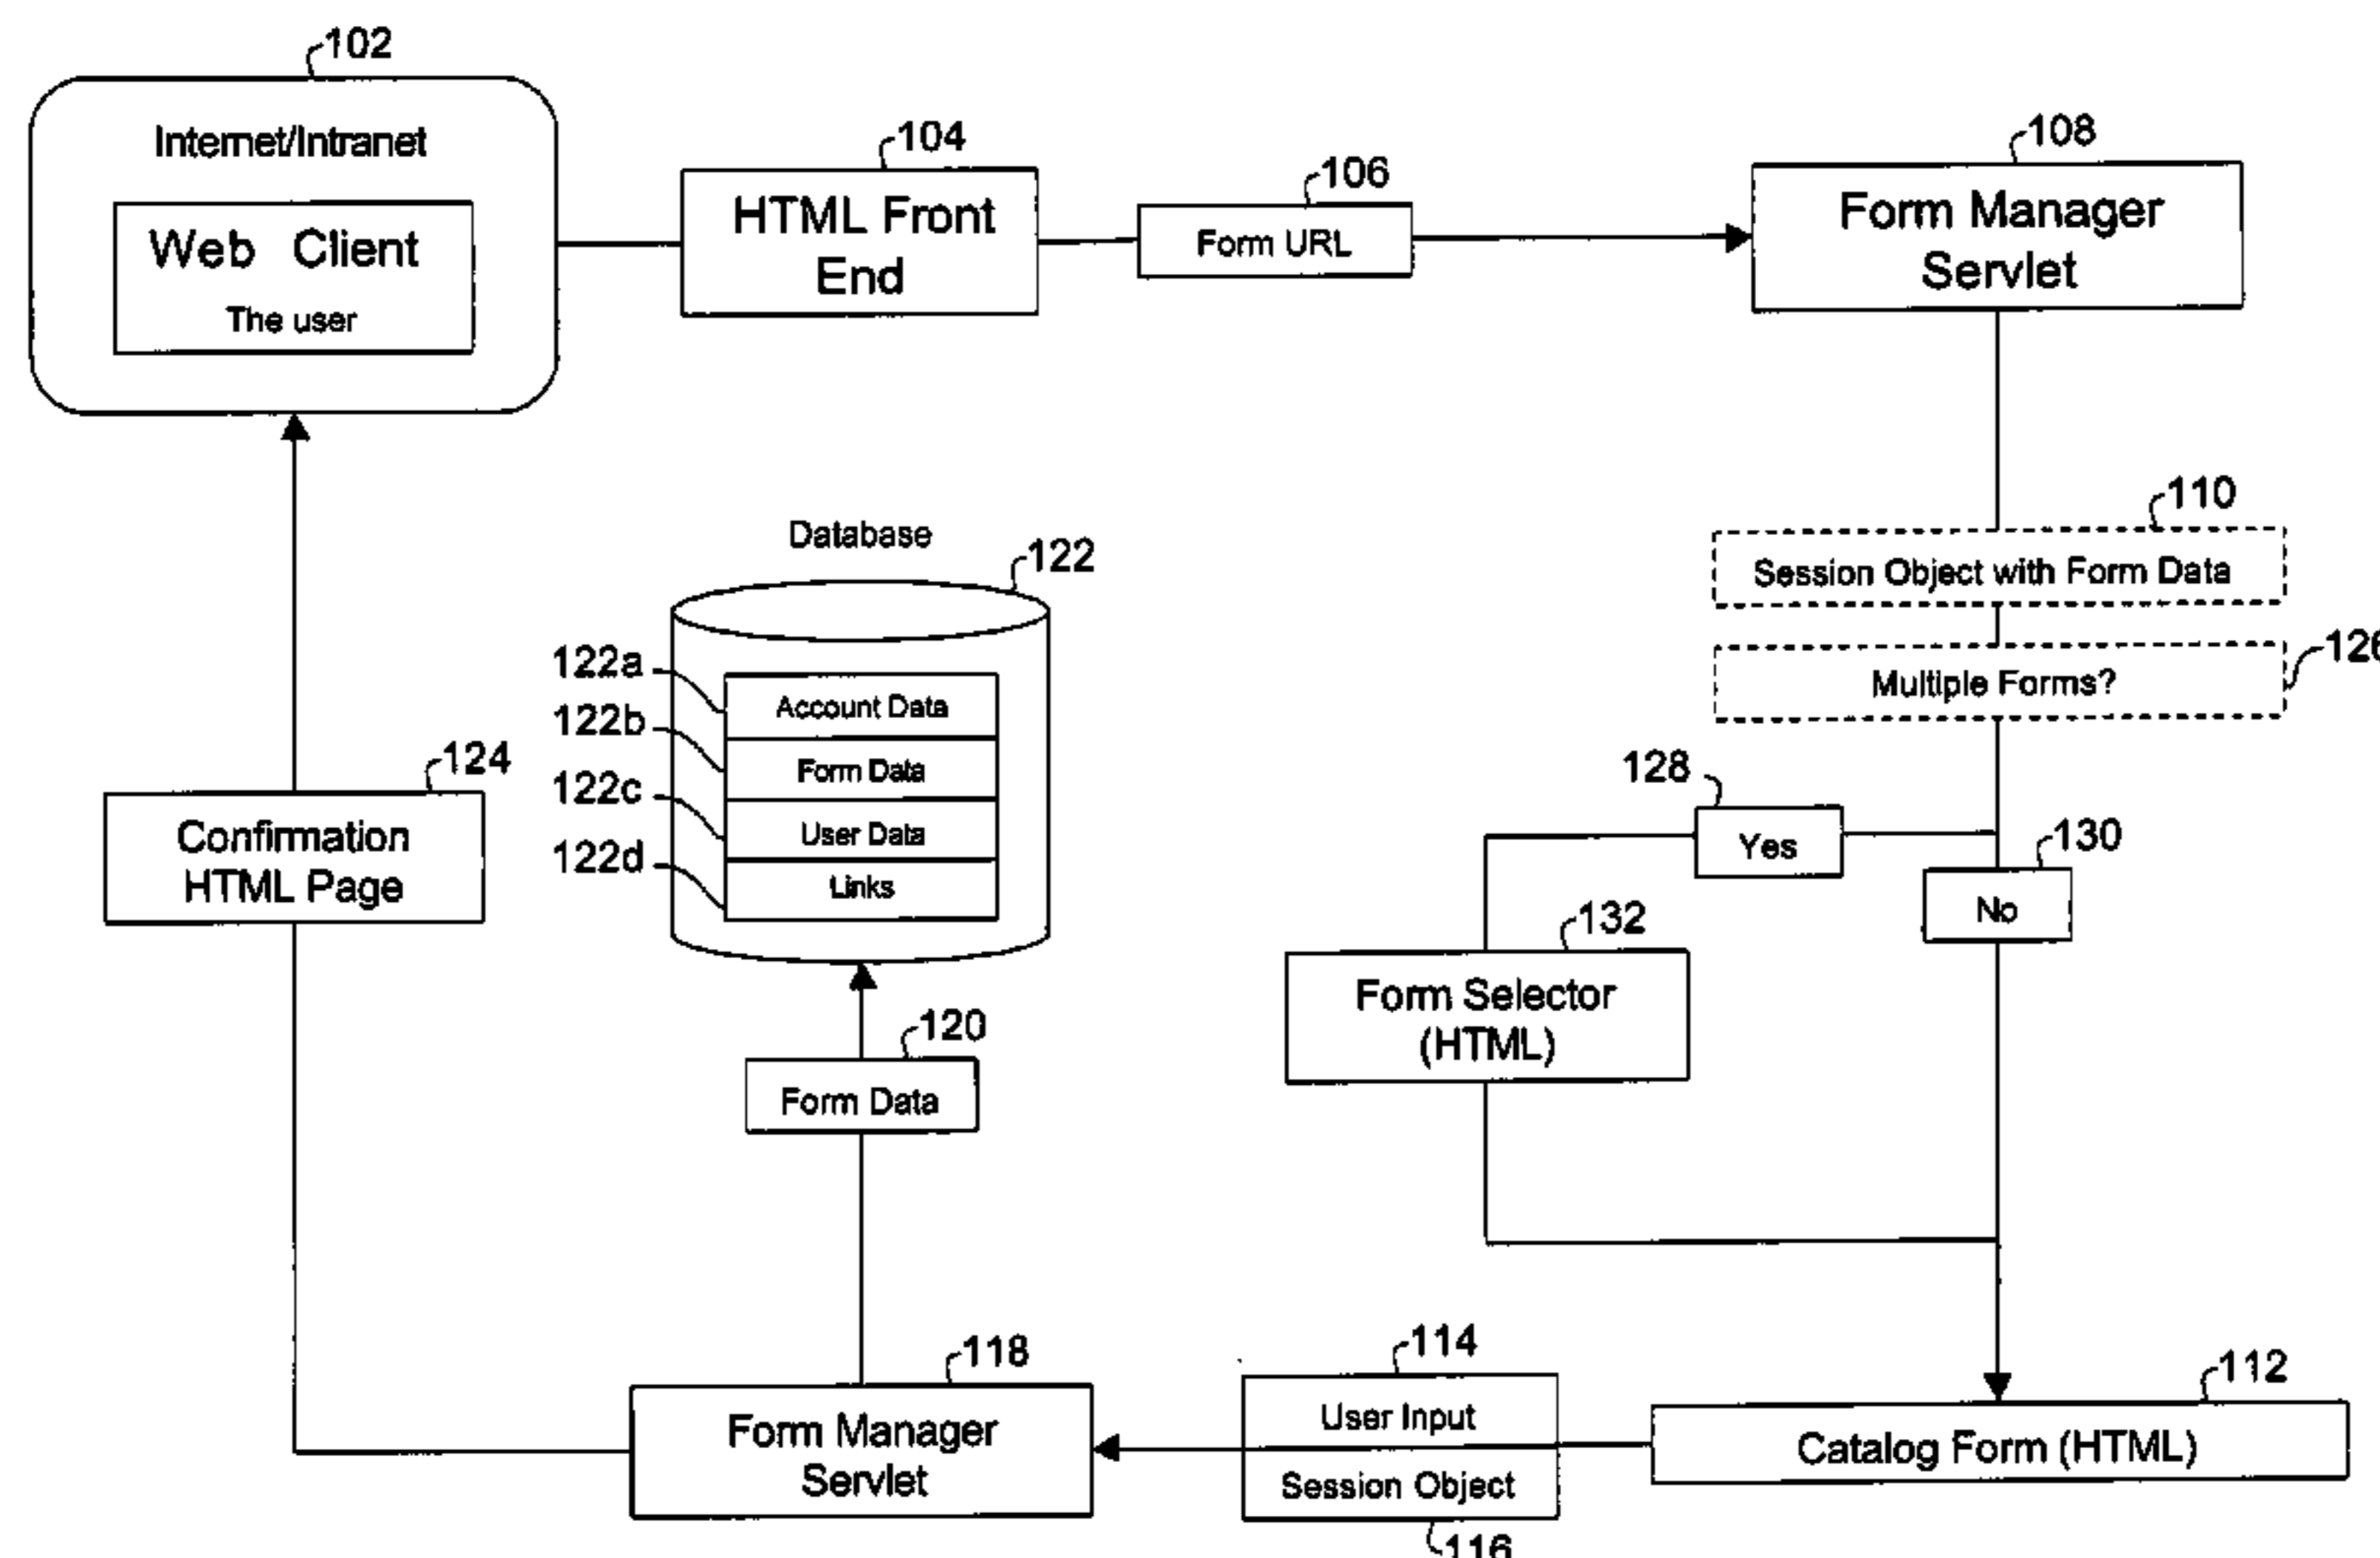 102
Internet/Intranet
Web Client
The user
104
HTML Front
End
106
Form URL
108
Form Manager
Servlet
110
Session Object with Form Data
126
Multiple Forms?
128
Yes
130
No
132
Form Selector
(HTML)
Database
122
122a
Account Data
122b
Form Data
122c
User Data
122d
Links
124
Confirmation
HTML Page
120
Form Data
118
Form Manager
Servlet
114
User Input
Session Object
116
112
Catalog Form (HTML)